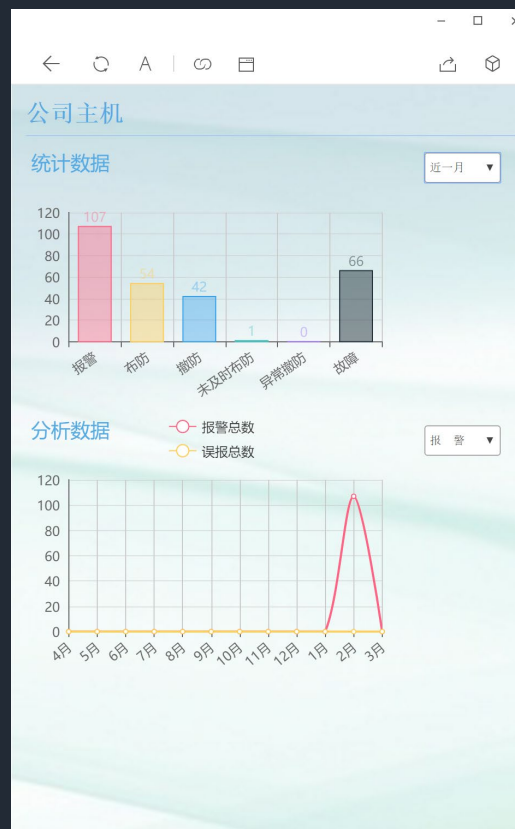 公司主机
统计数据
近一月
120
100
80
60
40
20
0
107
54
42
1
0
66
报警
布防
撤防
未及时布防
异常撤防
故障
分析数据
报警总数
误报总数
报 警
120
100
80
60
40
20
0
4月
5月
6月
7月
8月
9月
10月
11月
12月
1月
2月
3月